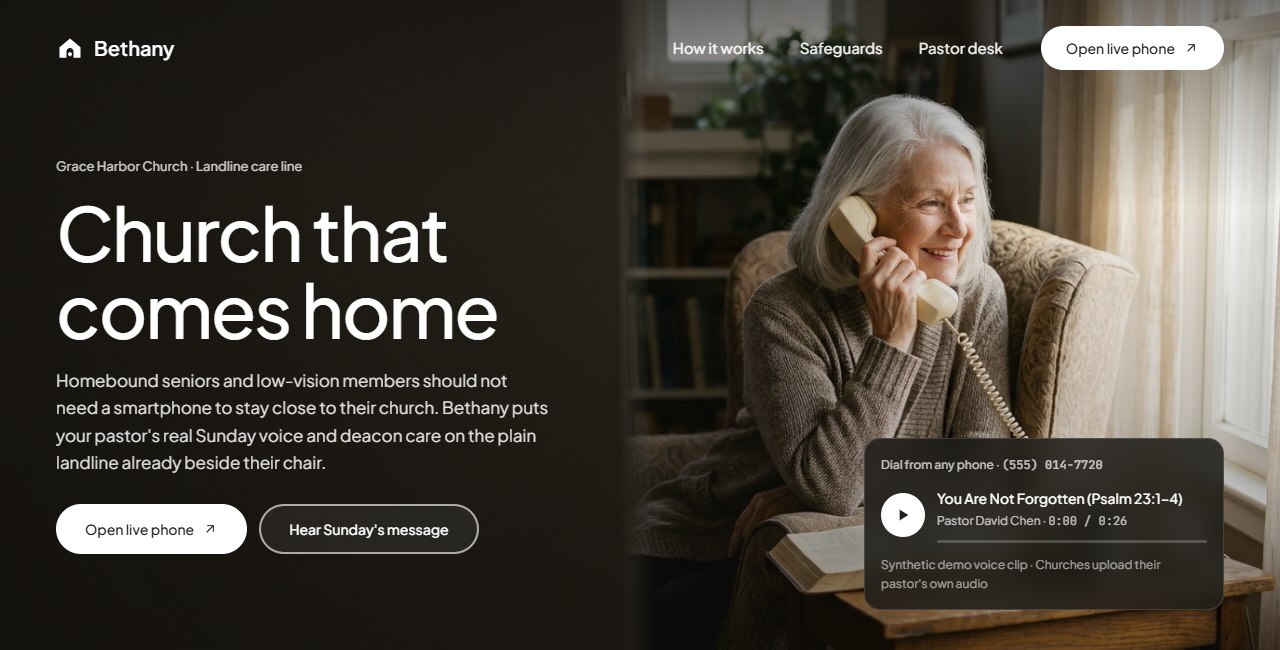 Bethany
How it works
Safeguards
Pastor desk
Open live phone
Grace Harbor Church · Landline care line
Church that
comes home
Homebound seniors and low-vision members should not
need a smartphone to stay close to their church. Bethany puts
your pastor's real Sunday voice and deacon care on the plain
landline already beside their chair.
Open live phone
Hear Sunday's message
Dial from any phone · (555) 014-7720
You Are Not Forgotten (Psalm 23:1–4)
Pastor David Chen · 0:00 / 0:26
Synthetic demo voice clip · Churches upload their
pastor's own audio